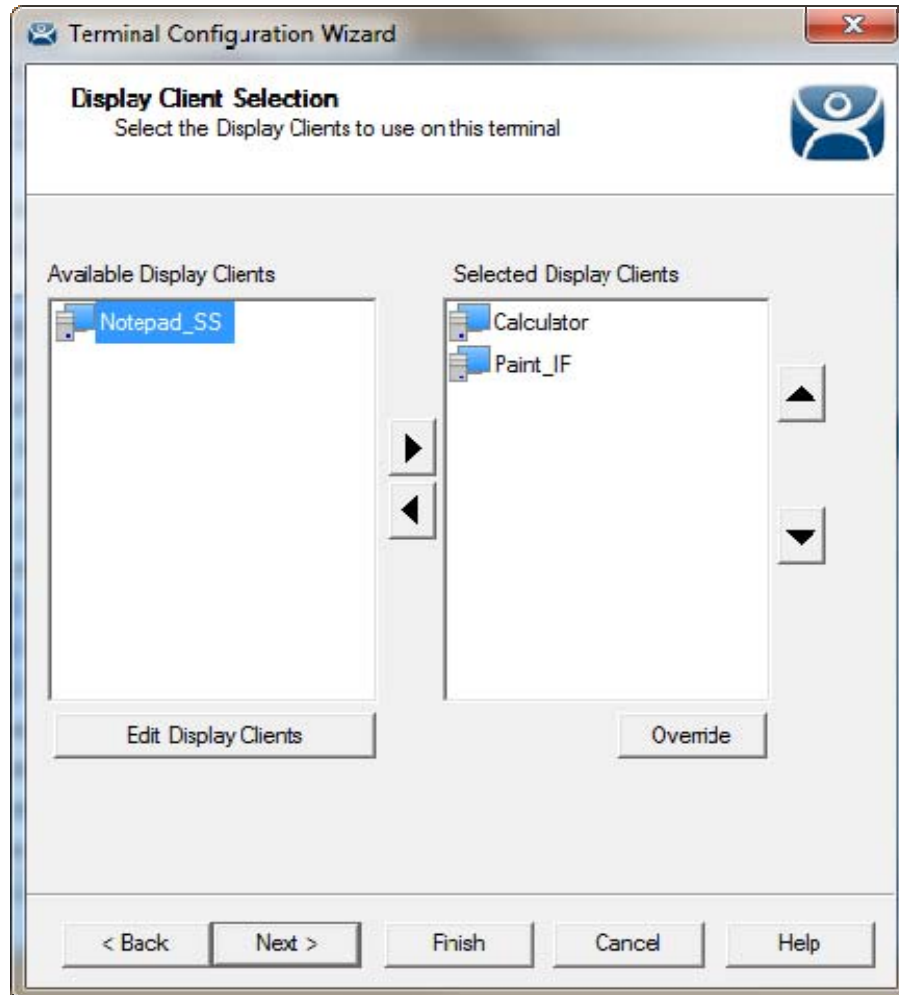 Terminal Configuration Wizard
Display Client Selection
Select the Display Clients to use on this terminal
Available Display Clients
Selected Display Clients
Notepad_SS
Calculator
Paint_IF
Edit Display Clients
Override
< Back
Next >
Finish
Cancel
Help